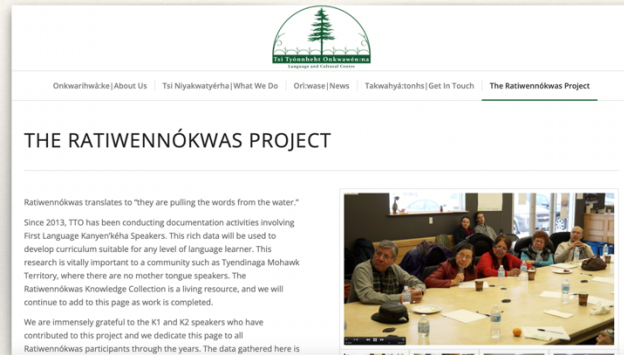 Tsi Tyónnheht Onkwawén:na
Language and Cultural Centre
Onkwarihwà:ke|About Us
Tsi Niyakwatyérha|What We Do
Orì:wase|News
Takwahyá:tonhs|Get In Touch
The Ratiwennókwas Project
THE RATIWENNÓKWAS PROJECT
Ratiwennókwas translates to “they are pulling the words from the water.”
Since 2013, TTO has been conducting documentation activities involving
First Language Kanyen’kéha Speakers. This rich data will be used to
develop curriculum suitable for any level of language learner. This
research is vitally important to a community such as Tyendinaga Mohawk
Territory, where there are no mother tongue speakers. The
Ratiwennókwas Knowledge Collection is a living resource, and we will
continue to add to this page as work is completed.
We are immensely grateful to the K1 and K2 speakers who have
contributed to this project and we dedicate this page to all
Ratiwennókwas participants through the years. The data gathered here is